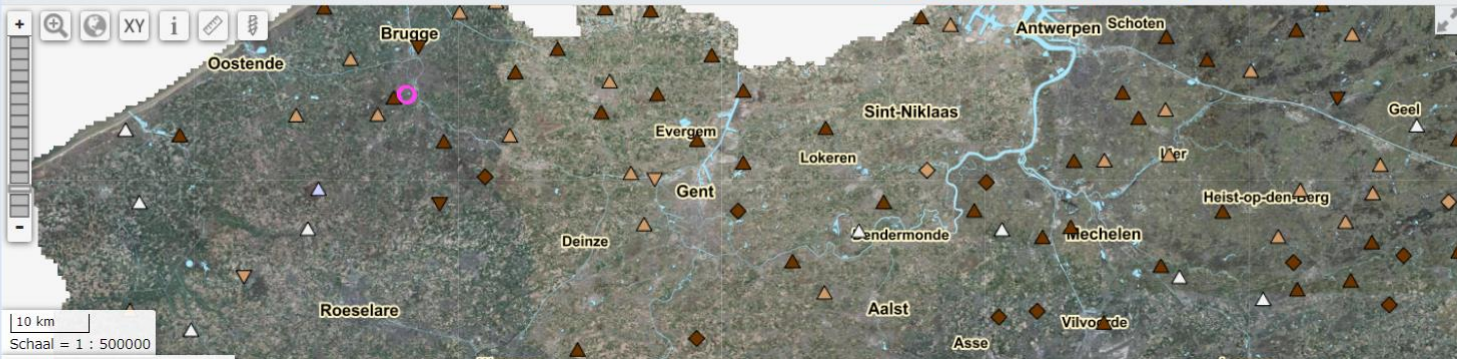 +
XY
i
-
Brugge
Oostende
Antwerpen
Schoten
Geel
Sint-Niklaas
Evergem
Lokeren
Gent
Heist-op-den-Berg
Deinze
Mechelen
Roeselare
Aalst
Vilvoorde
Asse
10 km
Schaal = 1 : 500000